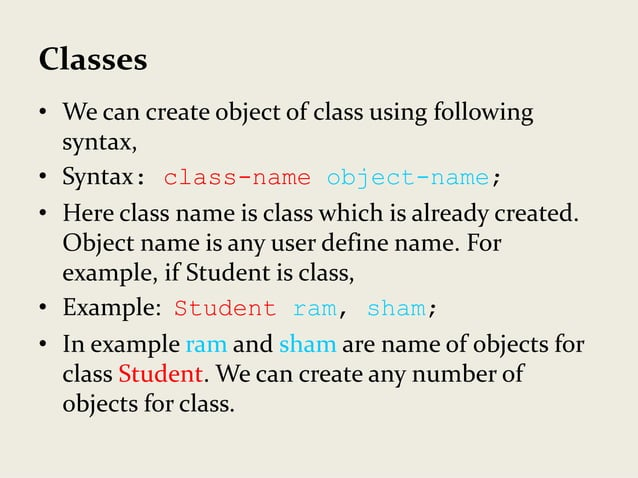 Classes
• We can create object of class using following
syntax,
• Syntax: class-name object-name;
• Here class name is class which is already created.
Object name is any user define name. For
example, if Student is class,
• Example: Student ram, sham;
• In example ram and sham are name of objects for
class Student. We can create any number of
objects for class.